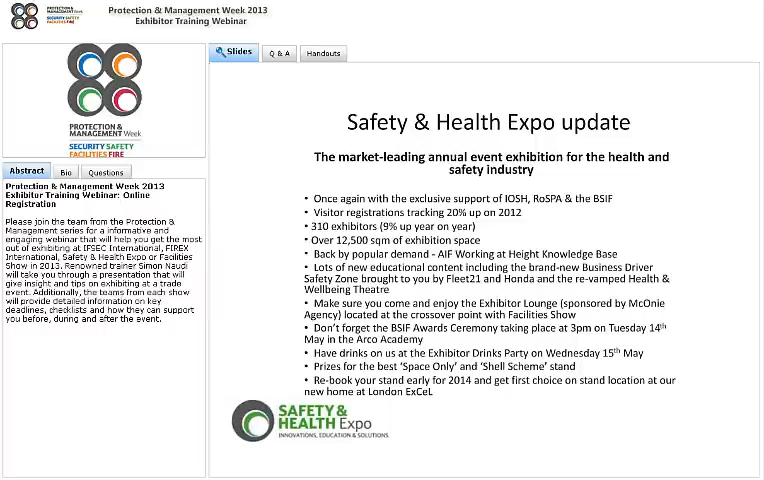 PROTECTION &
MANAGEMENT Week
SECURITY SAFETY
FACILITIES FIRE
Protection & Management Week 2013
Exhibitor Training Webinar
PROTECTION &
MANAGEMENT Week
SECURITY SAFETY
FACILITIES FIRE
Abstract
Bio
Questions
Protection & Management Week 2013
Exhibitor Training Webinar: Online
Registration
Please join the team from the Protection &
Management series for a informative and
engaging webinar that will help you get the most
out of exhibiting at IFSEC International, FIREX
International, Safety & Health Expo or Facilities
Show in 2013. Renowned trainer Simon Naudi
will take you through a presentation that will
give insight and tips on exhibiting at a trade
event. Additionally, the teams from each show
will provide detailed information on key
deadlines, checklists and how they can support
you before, during and after the event.
Slides
Q & A
Handouts
Safety & Health Expo update
The market-leading annual event exhibition for the health and
safety industry
• Once again with the exclusive support of IOSH, RoSPA & the BSIF
• Visitor registrations tracking 20% up on 2012
• 310 exhibitors (9% up year on year)
• Over 12,500 sqm of exhibition space
• Back by popular demand - AIF Working at Height Knowledge Base
• Lots of new educational content including the brand-new Business Driver
Safety Zone brought to you by Fleet21 and Honda and the re-vamped Health &
Wellbeing Theatre
• Make sure you come and enjoy the Exhibitor Lounge (sponsored by McOnie
Agency) located at the crossover point with Facilities Show
• Don't forget the BSIF Awards Ceremony taking place at 3pm on Tuesday 14th
May in the Arco Academy
• Have drinks on us at the Exhibitor Drinks Party on Wednesday 15th May
• Prizes for the best 'Space Only' and 'Shell Scheme' stand
• Re-book your stand early for 2014 and get first choice on stand location at our
new home at London ExCeL
SAFETY &
HEALTH Expo
INNOVATIONS, EDUCATION & SOLUTIONS